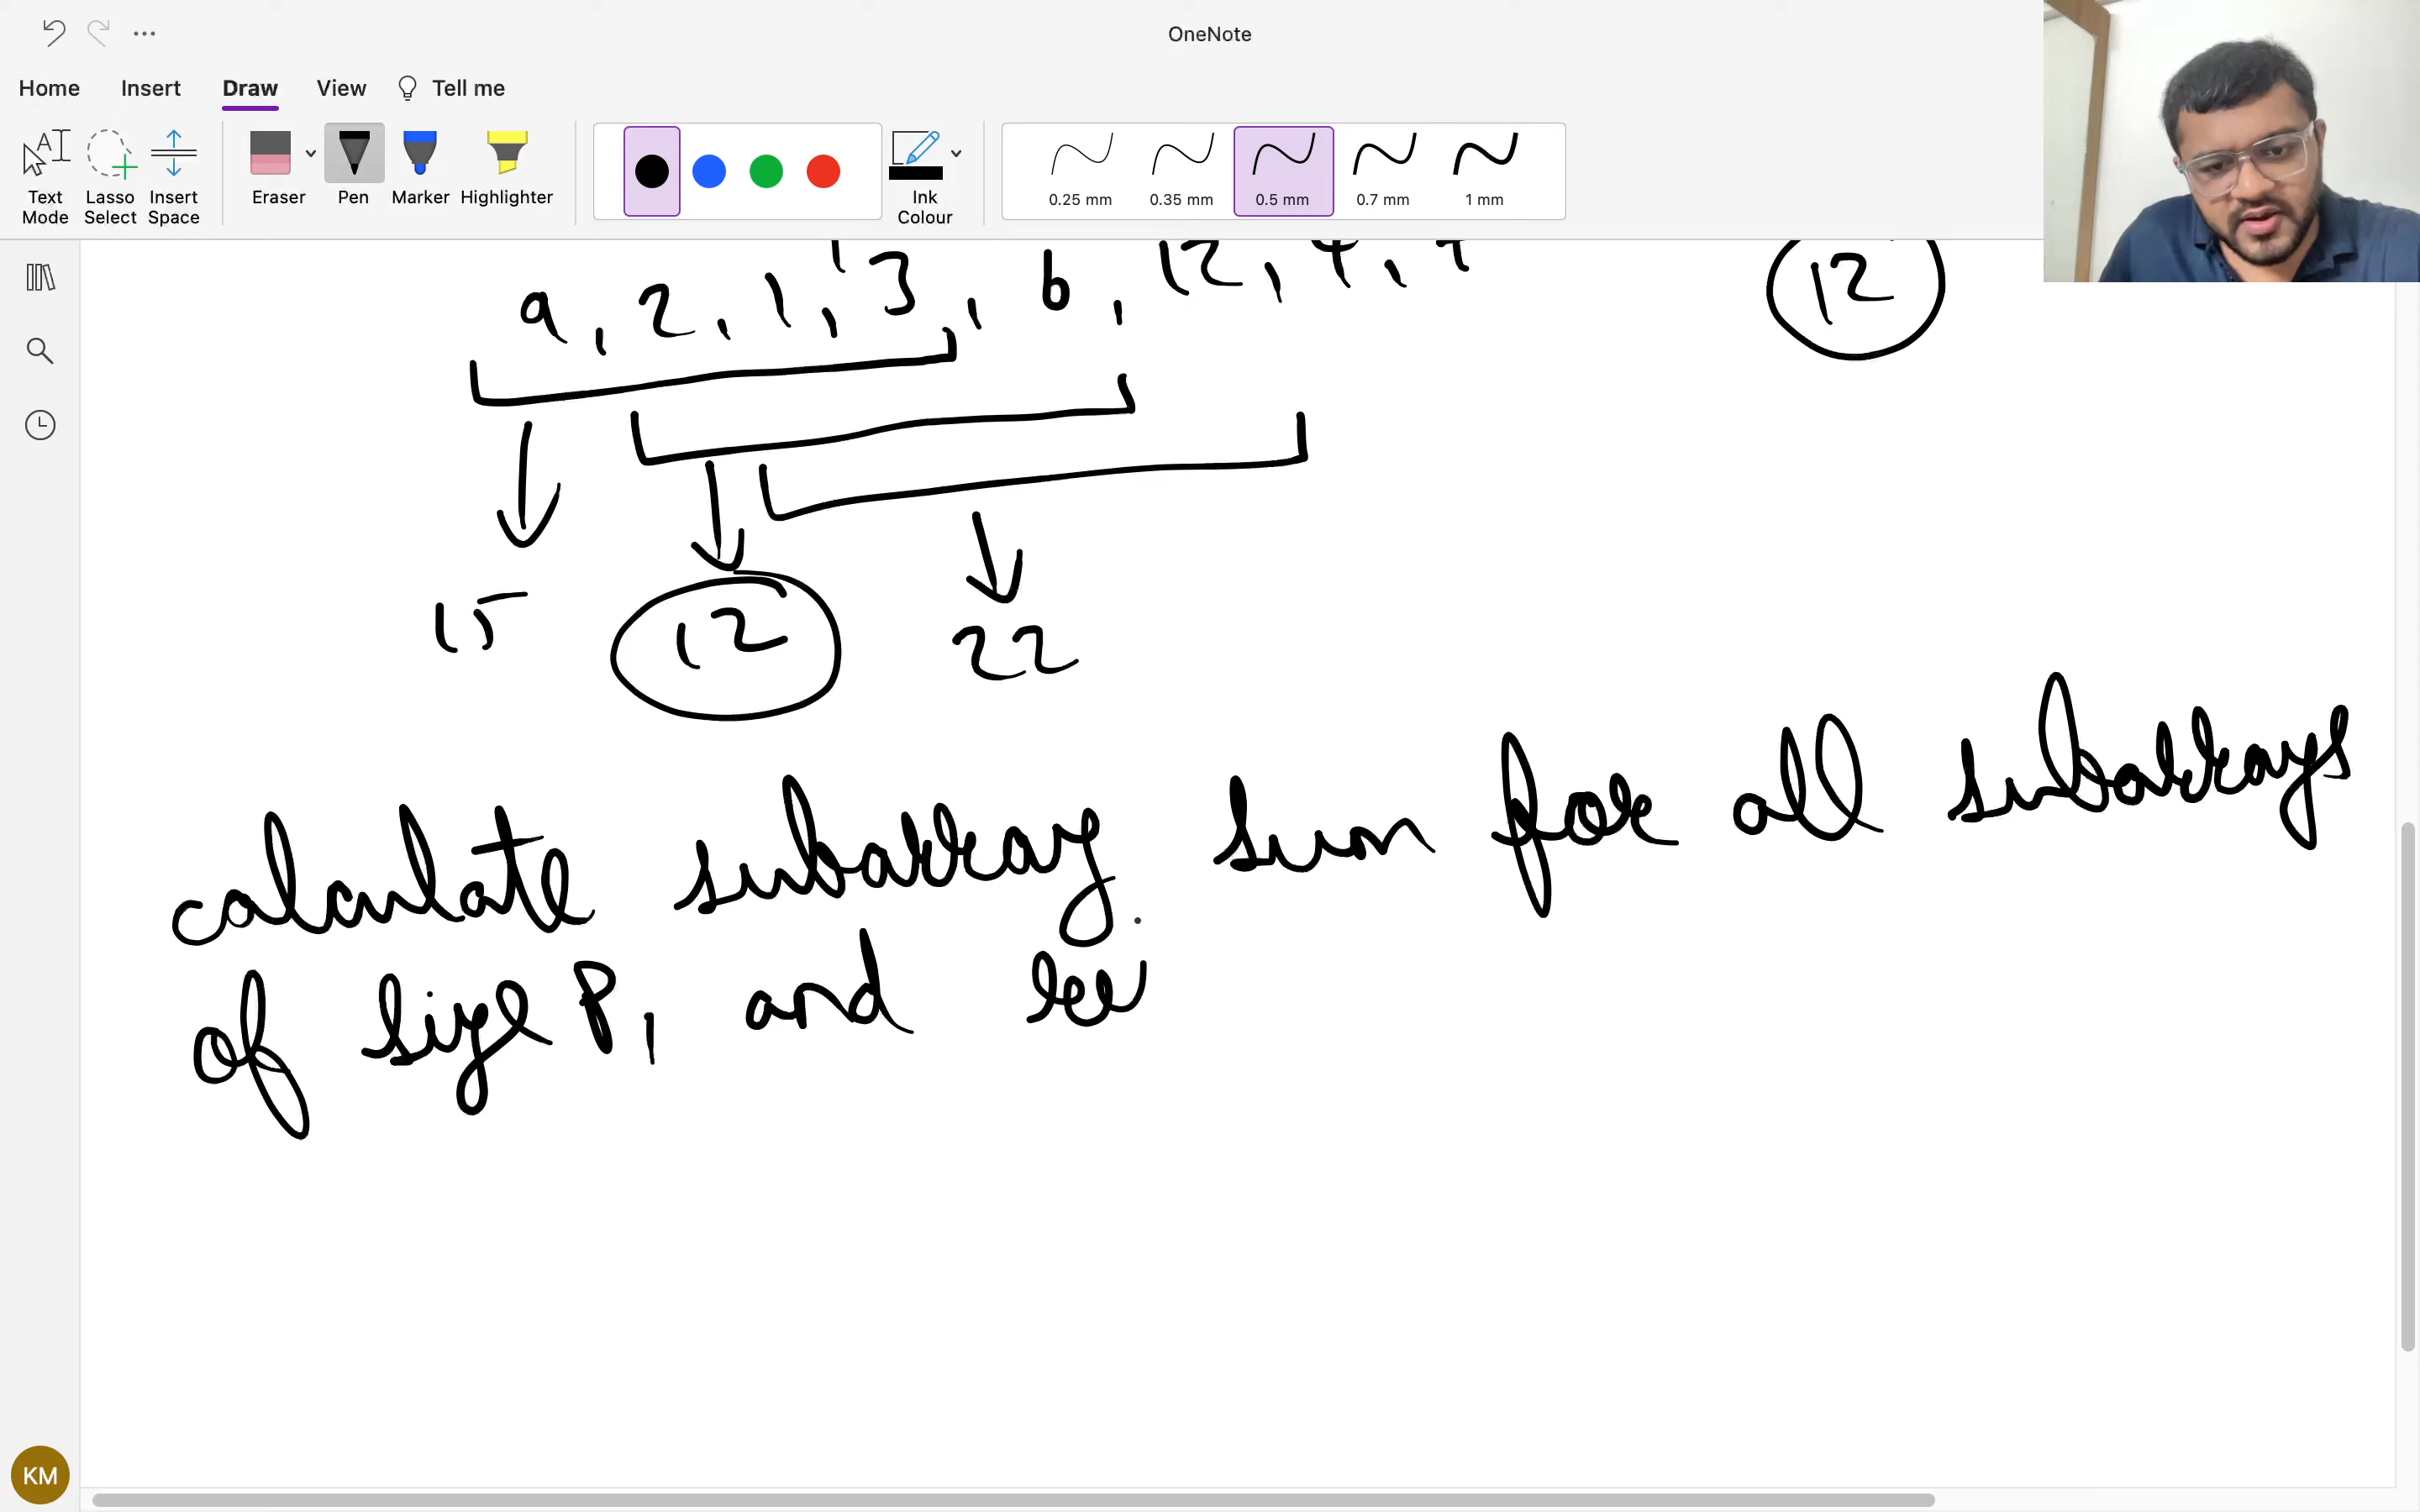 OneNote
Home Insert Draw View Tell me
Text Mode Lasso Select Insert Space Eraser Pen Marker Highlighter Ink Colour 0.25 mm 0.35 mm 0.5 mm 0.7 mm 1 mm
9, 2, 1, 3, 6, 12, 4,
12
15 12 22
calculate subarray sum for all subarrays
of size P, and
KM